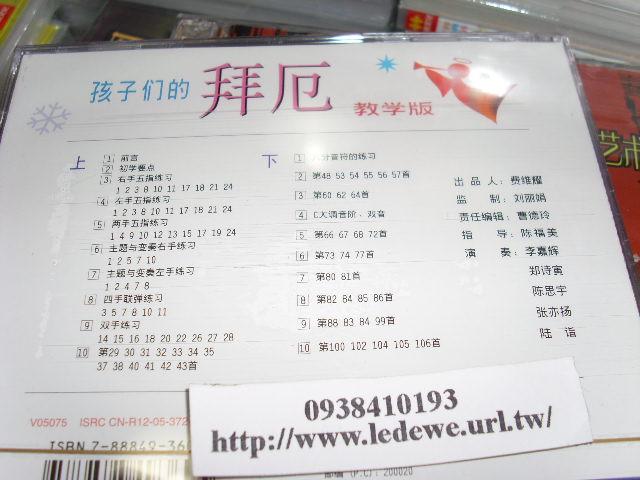 孩子们的 拜厄 教学版
上
1 前言
2 初学要点
3 右手五指练习
1 2 3 8 10 11 17 18 21 24
4 左手五指练习
1 2 3 8 10 11 17 18 21 24
5 两手五指练习
1 4 9 10 12 13 15 17 19 24
6 主题与变奏右手练习
1 2 5 7 10
7 主题与变奏左手练习
1 2 4 7 8
8 四手联弹练习
3 5 7 8 10 11
9 双手练习
14 15 16 18 20 22 26 27 28
10 第29 30 31 32 33 34 35
37 38 40 41 42 43首
下
1 八分音符的练习
2 第48 53 54 55 56 57首
3 第60 62 64首
4 C大调音阶、双音
5 第66 67 68 72首
6 第73 74 77首
7 第80 81首
8 第82 84 85 86首
9 第88 83 84 99首
10 第100 102 104 105 106首
出品人：费维耀
监 制：刘丽娟
责任编辑：曹德玲
指 导：陈福美
演 奏：李嘉辉
郑诗寅
陈思宇
张亦扬
陆 诣
V05075 ISRC CN-R12-05-372
ISBN 7-88849-36
0938410193
http://www.ledewe.url.tw/
(P.C): 200020
艺术